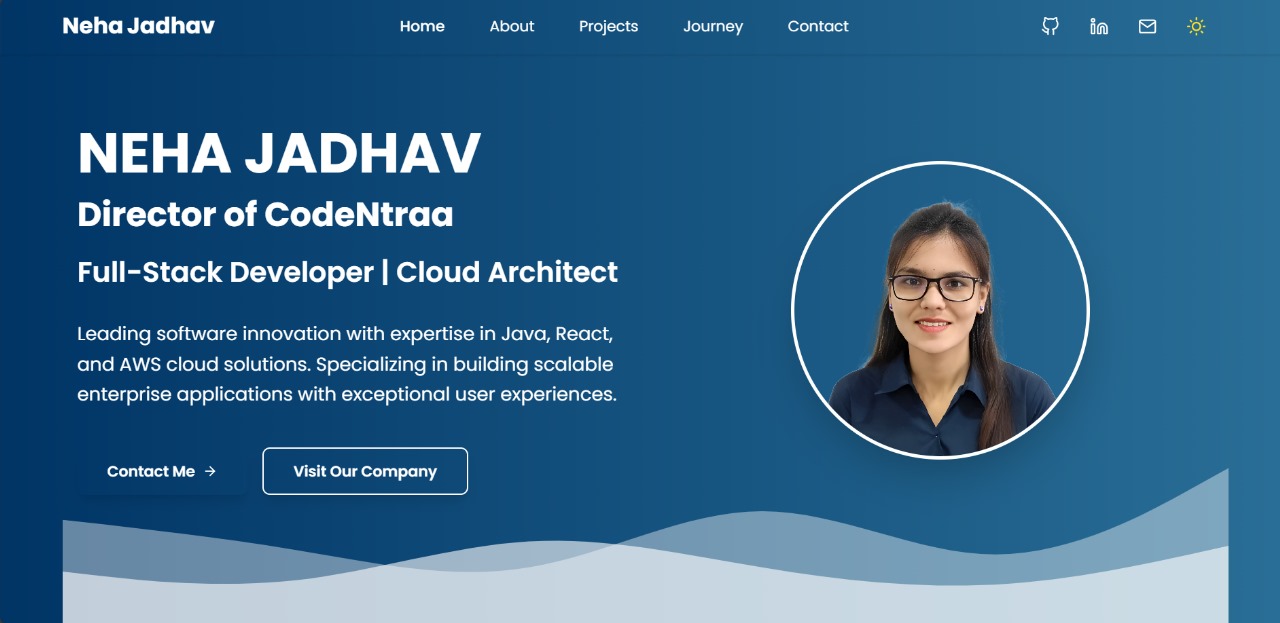 Neha Jadhav
Home
About
Projects
Journey
Contact
NEHA JADHAV
Director of CodeNtraa
Full-Stack Developer | Cloud Architect
Leading software innovation with expertise in Java, React,
and AWS cloud solutions. Specializing in building scalable
enterprise applications with exceptional user experiences.
Contact Me →
Visit Our Company